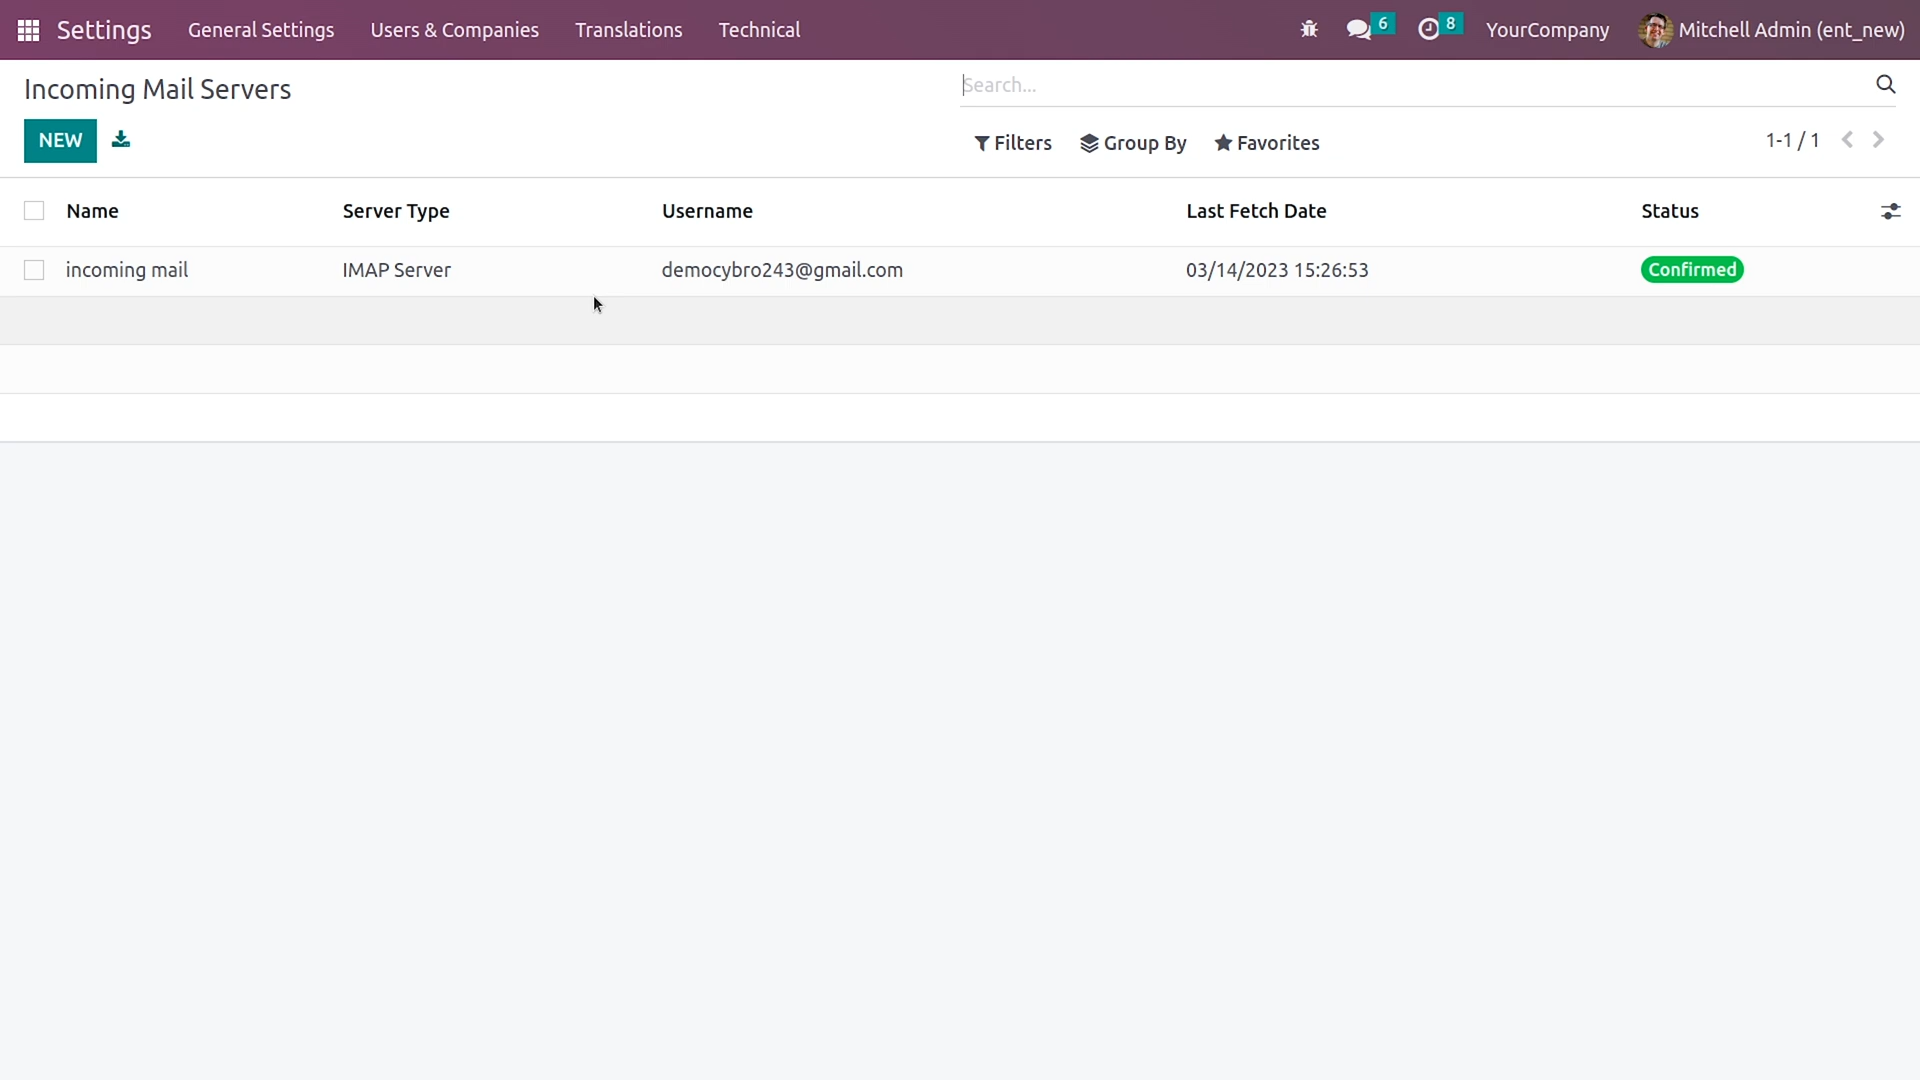 Settings General Settings Users & Companies Translations Technical 6 8 YourCompany Mitchell Admin (ent_new)
Incoming Mail Servers Search...
NEW Filters Group By Favorites 1-1 / 1
Name Server Type Username Last Fetch Date Status
incoming mail IMAP Server democybro243@gmail.com 03/14/2023 15:26:53 Confirmed